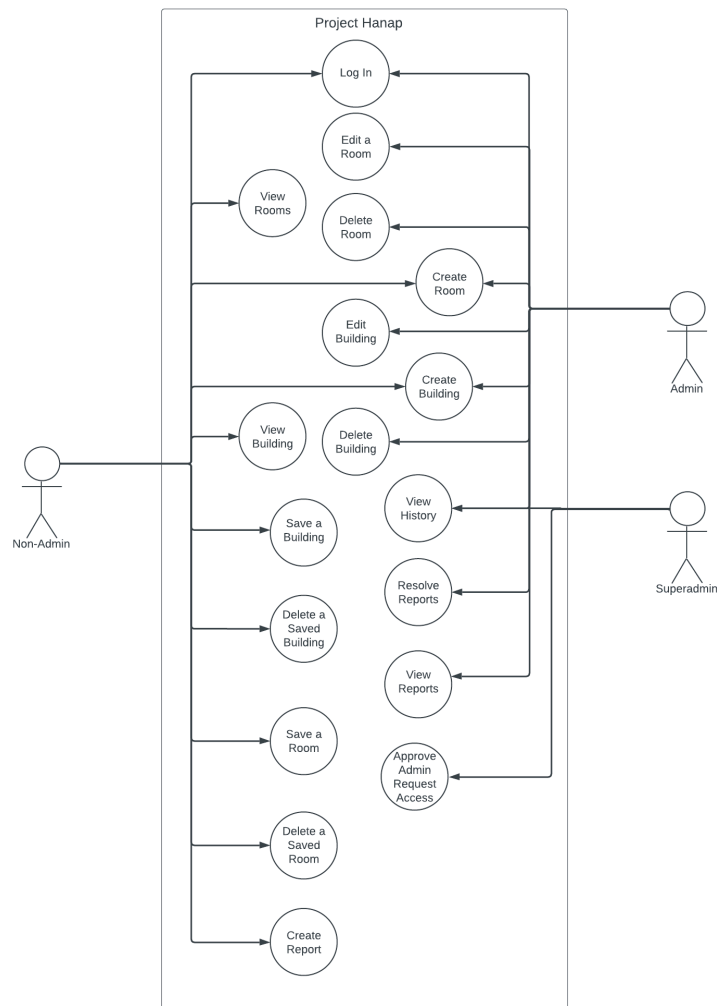 Project Hanap
Log In
Edit a
Room
View
Rooms
Delete
Room
Create
Room
Edit
Building
Admin
Create
Building
View
Building
Delete
Building
Non-Admin
View
History
Save a
Building
Superadmin
Resolve
Reports
Delete a
Saved
Building
View
Reports
Save a
Room
Approve
Admin
Request
Access
Delete a
Saved
Room
Create
Report